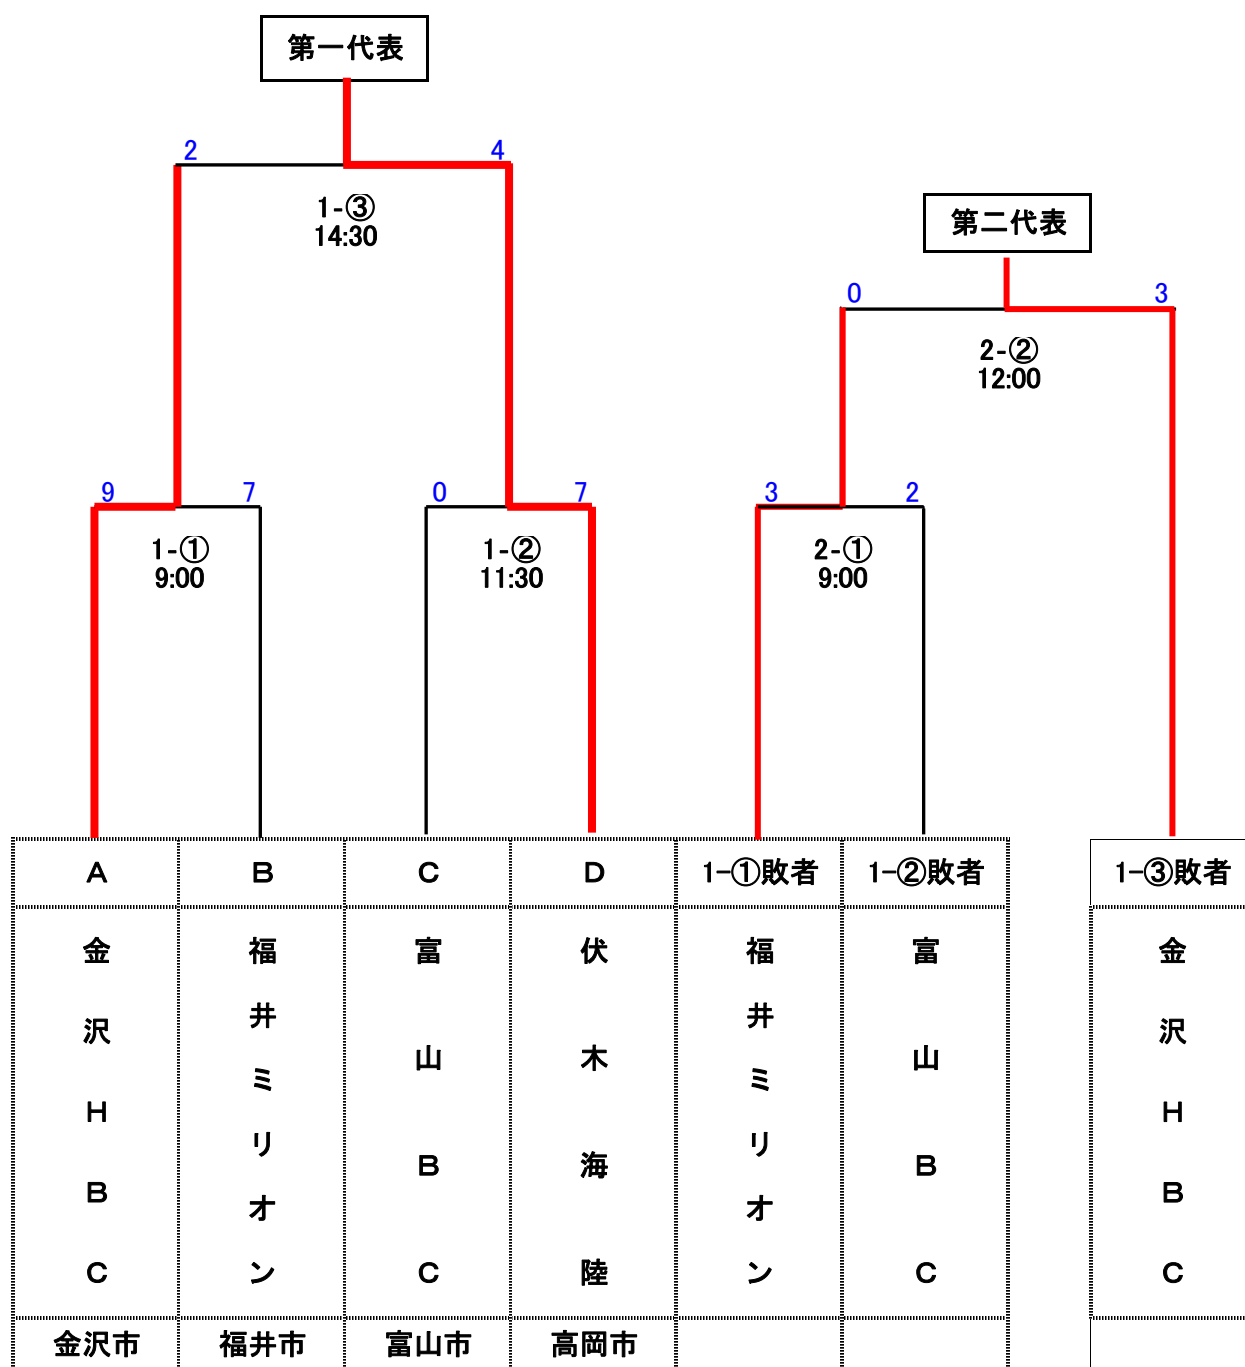 第一代表
2 4
1-③
14:30
第二代表
0 3
2-②
12:00
9 7 0 7 3 2
1-① 1-② 2-①
9:00 11:30 9:00
A B C D 1-①敗者 1-②敗者 1-③敗者
金沢HBC
福井ミリオン
富山BC
伏木海陸
福井ミリオン
富山BC
金沢HBC
金沢市 福井市 富山市 高岡市